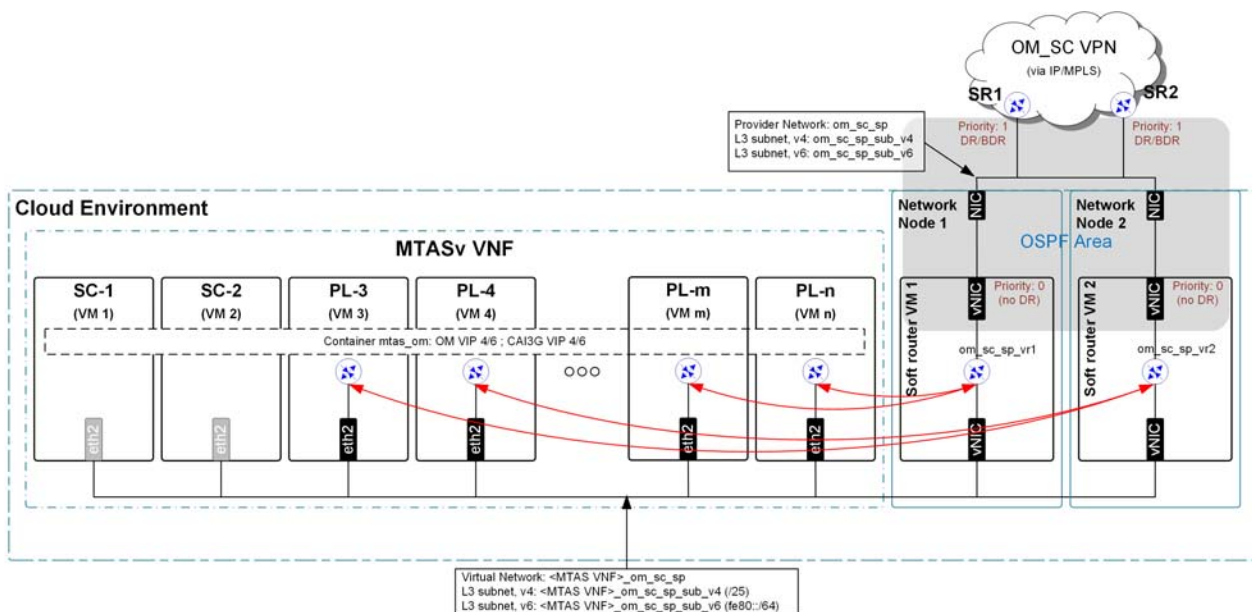 OM_SC VPN
(via IP/MPLS)
SR1
SR2
Priority: 1
DR/BDR
Priority: 1
DR/BDR
Provider Network: om_sc_sp
L3 subnet, v4: om_sc_sp_sub_v4
L3 subnet, v6: om_sc_sp_sub_v6
Cloud Environment
Network
Node 1
NIC
Network
Node 2
NIC
OSPF Area
MTASv VNF
SC-1
(VM 1)
SC-2
(VM 2)
PL-3
(VM 3)
PL-4
(VM 4)
PL-m
(VM m)
PL-n
(VM n)
Soft router VM 1
vNIC
Priority: 0
(no DR)
Soft router VM 2
vNIC
Priority: 0
(no DR)
Container mtas_om: OM VIP 4/6 ; CAI3G VIP 4/6
om_sc_sp_vr1
om_sc_sp_vr2
eth2
eth2
eth2
eth2
eth2
eth2
vNIC
vNIC
Virtual Network: <MTAS VNF>_om_sc_sp
L3 subnet, v4: <MTAS VNF>_om_sc_sp_sub_v4 (/25)
L3 subnet, v6: <MTAS VNF>_om_sc_sp_sub_v6 (fe80::/64)